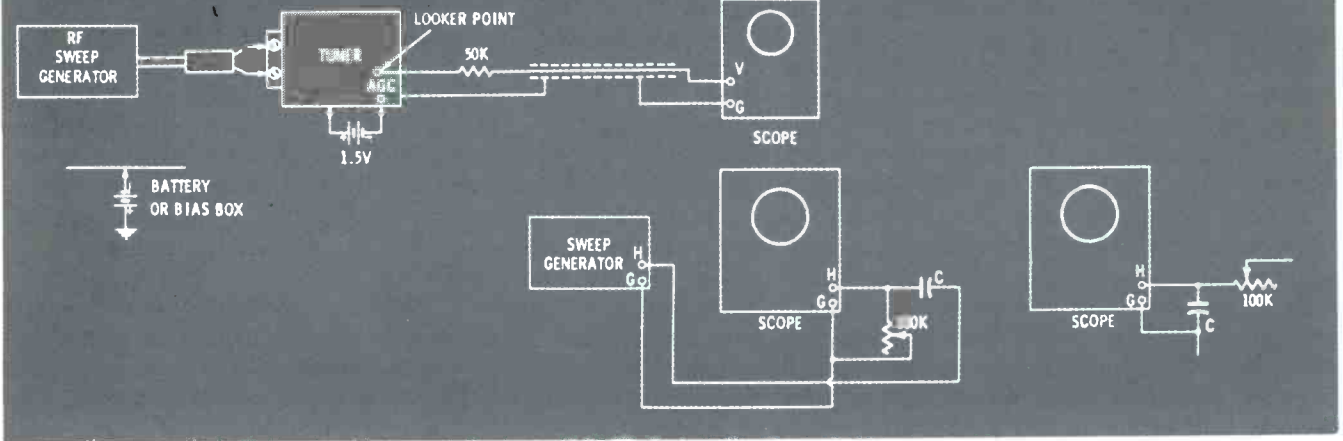 RF
SWEEP
GENERATOR
TUNER
LOOKER POINT
AGC
50K
1.5V
V
G
SCOPE
BATTERY
OR BIAS BOX
SWEEP
GENERATOR
H
G
H
G
SCOPE
C
H
G
SCOPE
C
100K